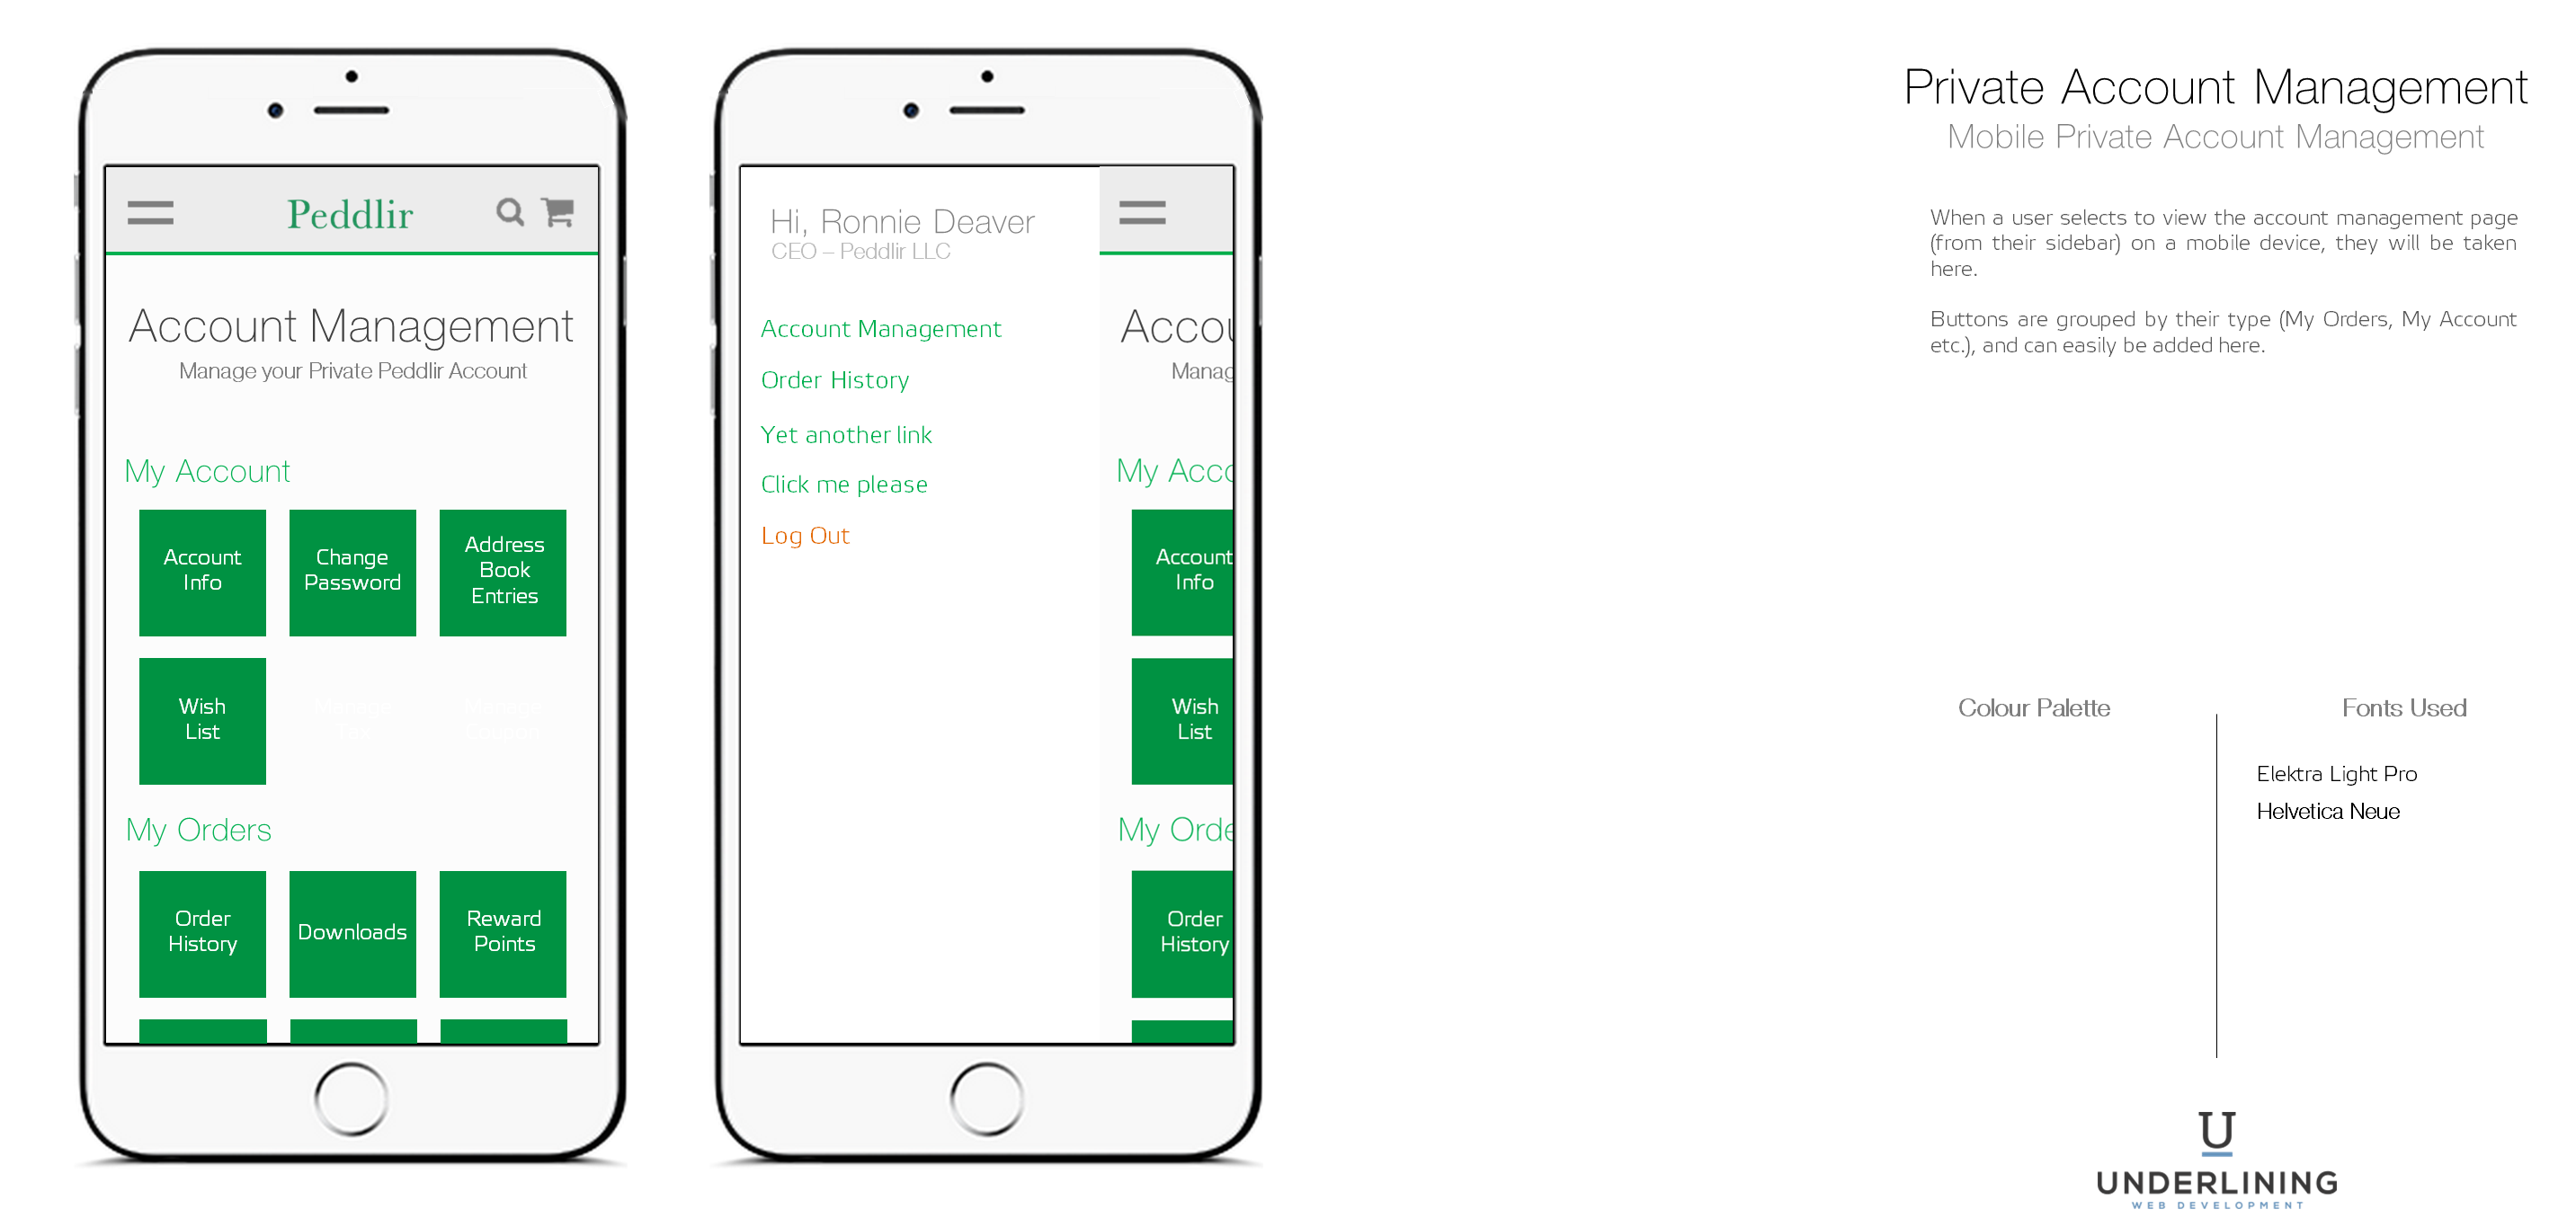 Peddlir
Account Management
Manage your Private Peddlir Account
My Account
Account
Info
Change
Password
Address
Book
Entries
Wish
List
Manage
Manage
My Orders
Order
History
Downloads
Reward
Points
Hi, Ronnie Deaver
CEO – Peddlir LLC
Account Management
Order History
Yet another link
Click me please
Log Out
Accou
Manag
My Acco
Account
Info
Wish
List
My Orde
Order
History
Private Account Management
Mobile Private Account Management
When a user selects to view the account management page
(from their sidebar) on a mobile device, they will be taken
here.
Buttons are grouped by their type (My Orders, My Account
etc.), and can easily be added here.
Colour Palette
Fonts Used
Elektra Light Pro
Helvetica Neue
U
UNDERLINING
WEB DEVELOPMENT